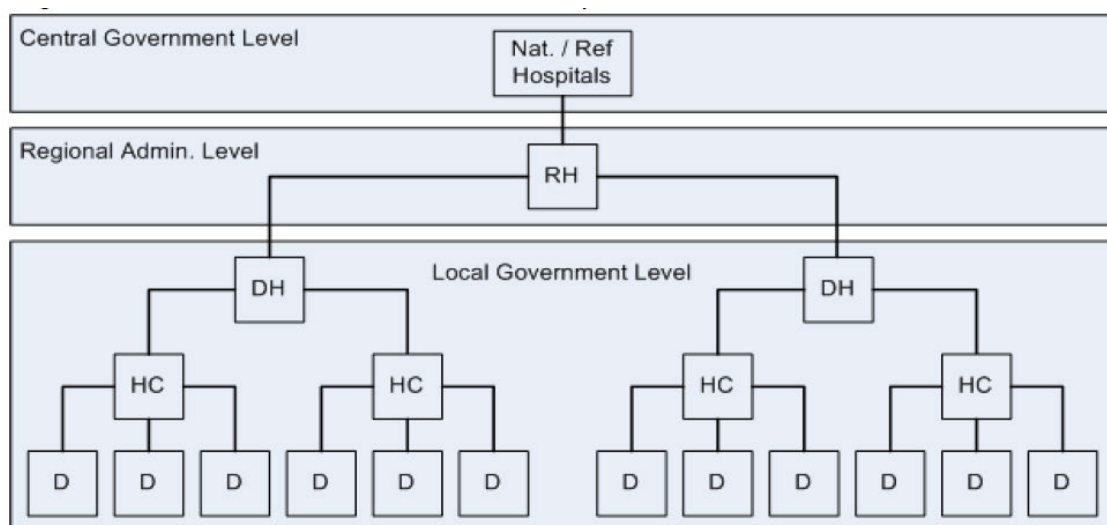 Central Government Level
Nat. / Ref
Hospitals
Regional Admin. Level
RH
Local Government Level
DH DH
HC HC HC HC
D D D D D D D D D D D D